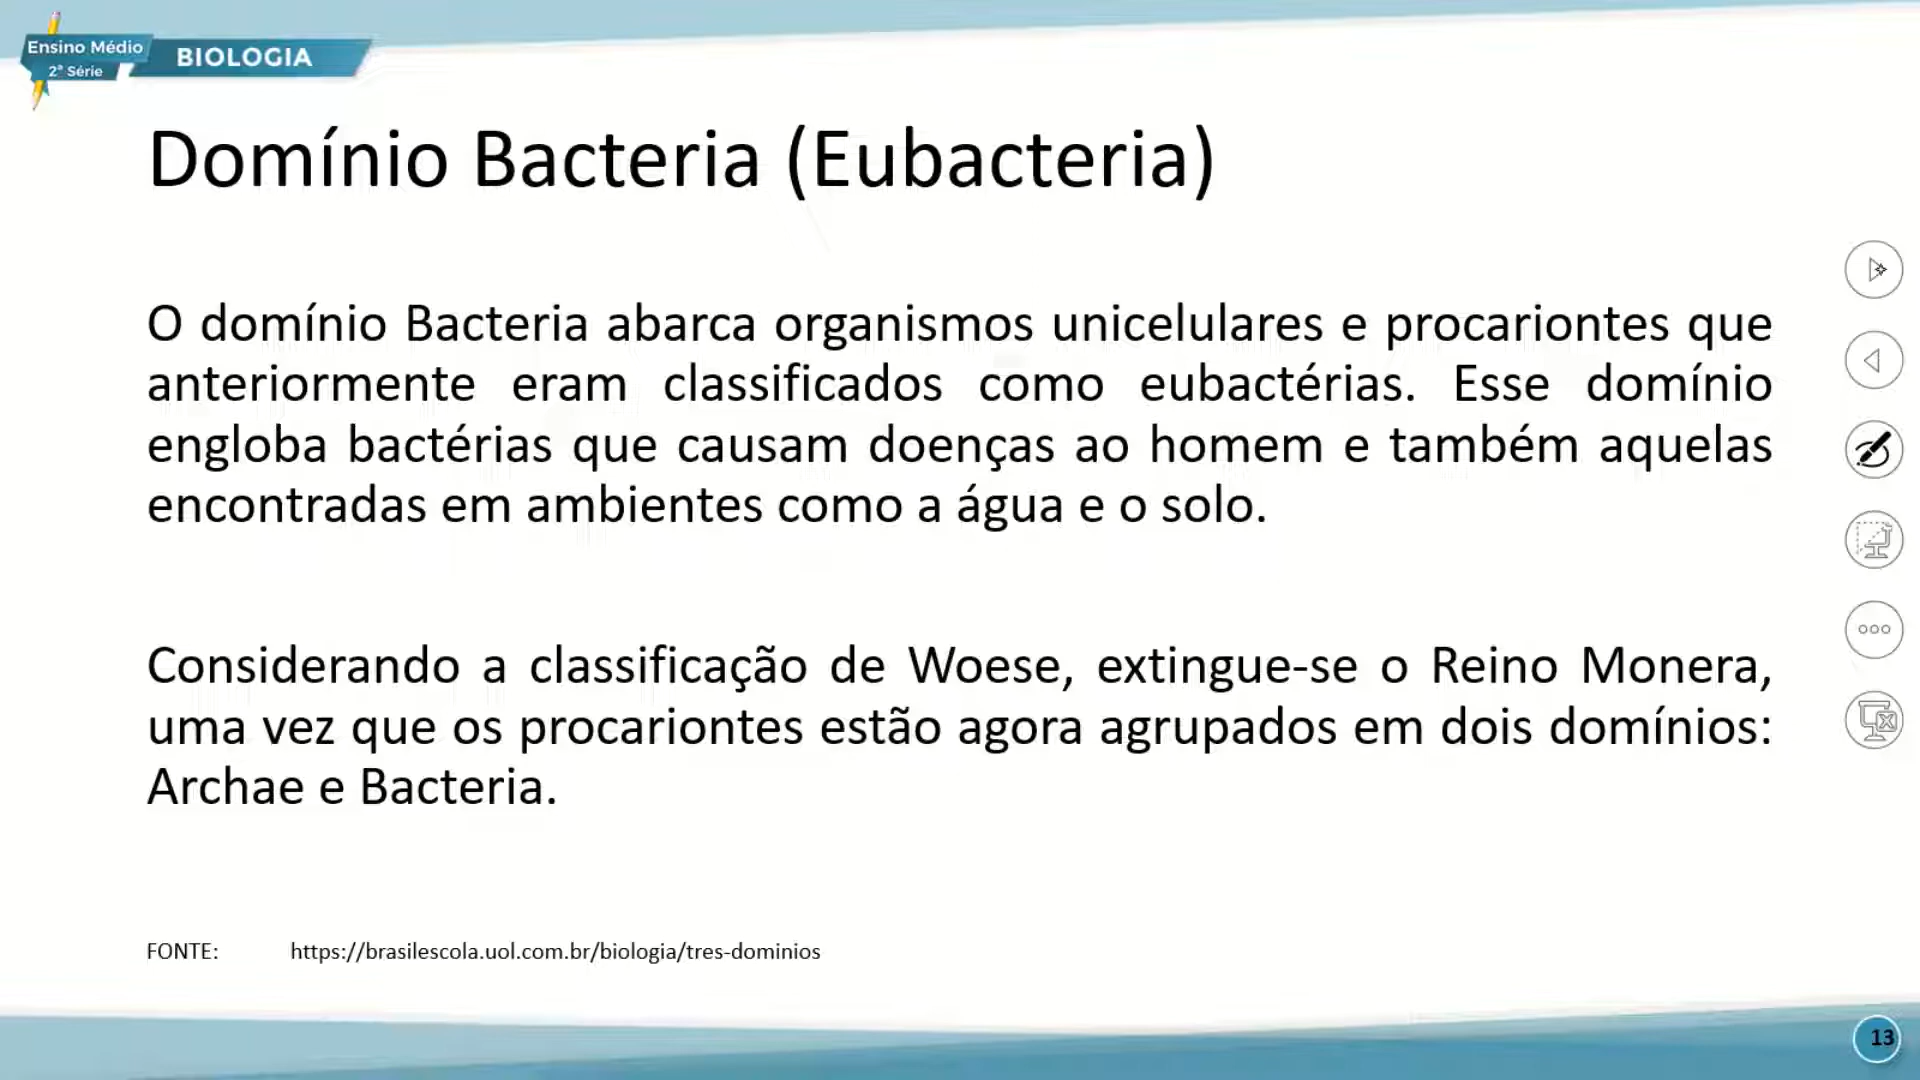 Ensino Médio
2ª Série
BIOLOGIA
Domínio Bacteria (Eubacteria)
O domínio Bacteria abarca organismos unicelulares e procariontes que
anteriormente eram classificados como eubactérias. Esse domínio
engloba bactérias que causam doenças ao homem e também aquelas
encontradas em ambientes como a água e o solo.
Considerando a classificação de Woese, extingue-se o Reino Monera,
uma vez que os procariontes estão agora agrupados em dois domínios:
Archae e Bacteria.
FONTE: https://brasilescola.uol.com.br/biologia/tres-dominios
13